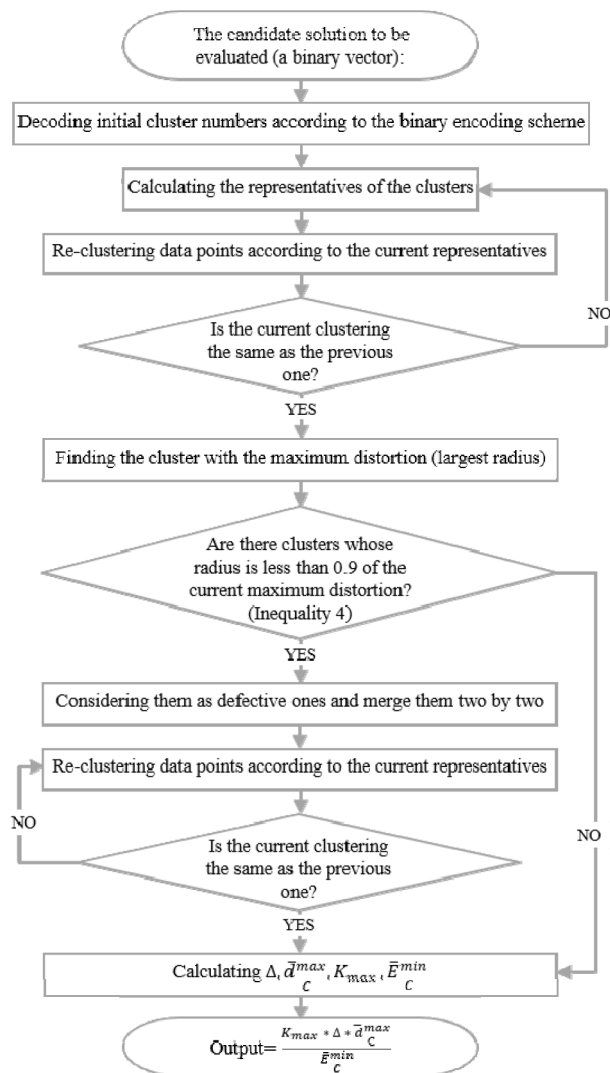 The candidate solution to be
evaluated (a binary vector):
Decoding initial cluster numbers according to the binary encoding scheme
Calculating the representatives of the clusters
Re-clustering data points according to the current representatives
Is the current clustering
the same as the previous
one?
NO
YES
Finding the cluster with the maximum distortion (largest radius)
Are there clusters whose
radius is less than 0.9 of the
current maximum distortion?
(Inequality 4)
YES
Considering them as defective ones and merge them two by two
Re-clustering data points according to the current representatives
NO
NO
Is the current clustering
the same as the previous
one?
YES
Calculating Δ, d̄_C^max, K_max, Ē_C^min
Output= (K_max * Δ * d̄_C^max) / Ē_C^min